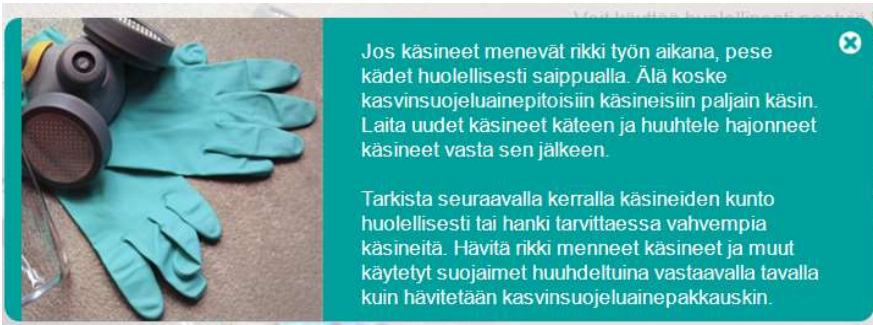 Jos käsineet menevät rikki työn aikana, pese
kädet huolellisesti saippualla. Älä koske
kasvinsuojeluainepitoisiin käsineisiin paljain käsin.
Laita uudet käsineet käteen ja huuhtele hajonneet
käsineet vasta sen jälkeen.
Tarkista seuraavalla kerralla käsineiden kunto
huolellisesti tai hanki tarvittaessa vahvempia
käsineitä. Hävitä rikki menneet käsineet ja muut
käytetyt suojaimet huuhdeltuina vastaavalla tavalla
kuin hävitetään kasvinsuojeluainepakkauskin.